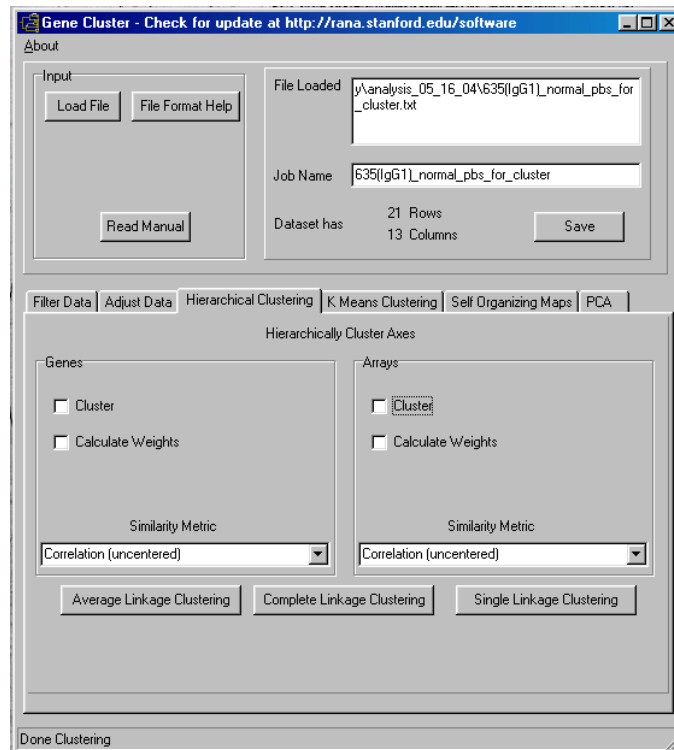 Gene Cluster - Check for update at http://rana.stanford.edu/software
About
Input
Load File
File Format Help
Read Manual
File Loaded
y\analysis_05_16_04\635(IgG1)_normal_pbs_for
_cluster.txt
Job Name
635(IgG1)_normal_pbs_for_cluster
Dataset has
21 Rows
13 Columns
Save
Filter Data
Adjust Data
Hierarchical Clustering
K Means Clustering
Self Organizing Maps
PCA
Hierarchically Cluster Axes
Genes
Cluster
Calculate Weights
Similarity Metric
Correlation (uncentered)
Arrays
Cluster
Calculate Weights
Similarity Metric
Correlation (uncentered)
Average Linkage Clustering
Complete Linkage Clustering
Single Linkage Clustering
Done Clustering